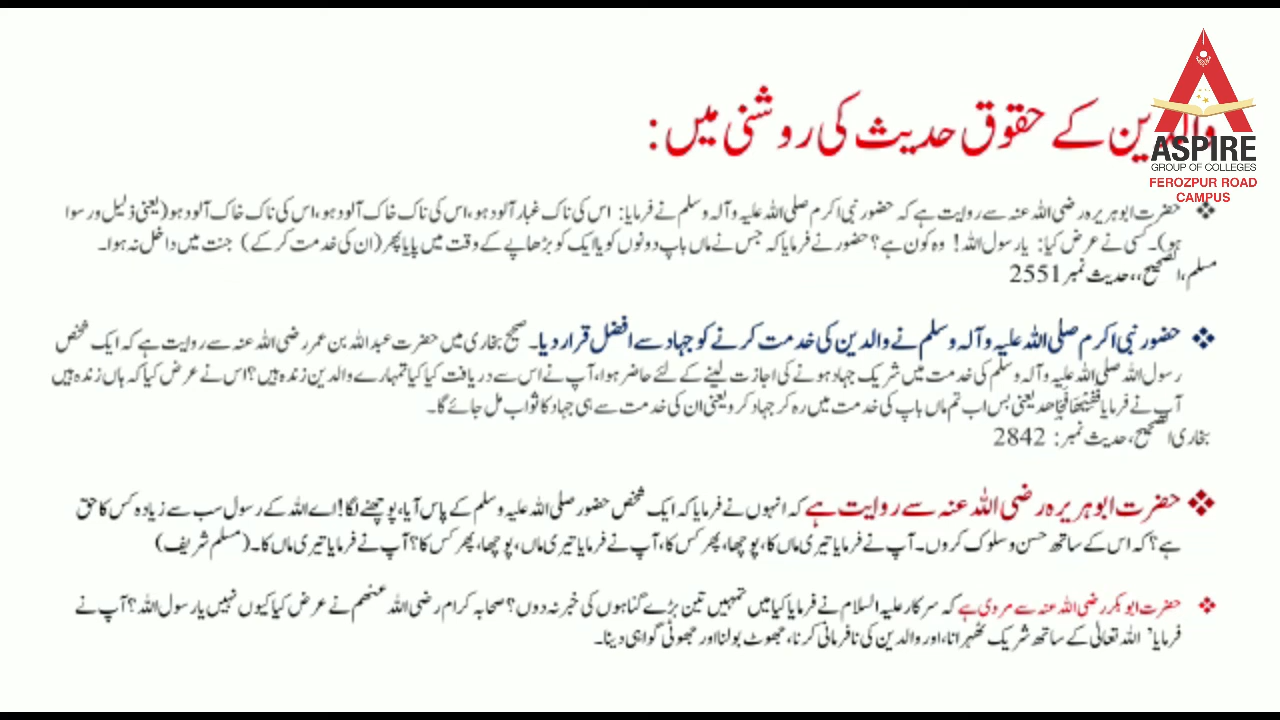 والدین کے حقوق حدیث کی روشنی میں:
ASPIRE
GROUP OF COLLEGES
FEROZPUR ROAD
CAMPUS
❖ حضرت ابوہریرہ رضی اللہ عنہ سے روایت ہے کہ حضور نبی اکرم صلی اللہ علیہ وآلہ وسلم نے فرمایا: اس کی ناک غبار آلود ہو، اس کی ناک خاک آلود ہو، اس کی ناک خاک آلود ہو (یعنی ذلیل ورسوا
ہو)۔ کسی نے عرض کیا: یا رسول اللہ! وہ کون ہے؟ حضور نے فرمایا کہ جس نے ماں باپ دونوں کو یا ایک کو بڑھاپے کے وقت میں پایا پھر (ان کی خدمت کر کے) جنت میں داخل نہ ہوا۔
مسلم، الصحیح،، حدیث نمبر 2551
❖ حضور نبی اکرم صلی اللہ علیہ وآلہ وسلم نے والدین کی خدمت کرنے کو جہاد سے افضل قرار دیا۔ صحیح بخاری میں حضرت عبداللہ بن عمر رضی اللہ عنہ سے روایت ہے کہ ایک شخص
رسول اللہ صلی اللہ علیہ وآلہ وسلم کی خدمت میں شریک جہاد ہونے کی اجازت لینے کے لئے حاضر ہوا، آپ نے اس سے دریافت کیا کیا تمہارے والدین زندہ ہیں؟ اس نے عرض کیا کہ ہاں زندہ ہیں
آپ نے فرمایا یعنی بس اب تم ماں باپ کی خدمت میں رہ کر جہاد کرو یعنی ان کی خدمت سے ہی جہاد کا ثواب مل جائے گا۔
بخاری الصحیح، حدیث نمبر: 2842
❖ حضرت ابوہریرہ رضی اللہ عنہ سے روایت ہے کہ انہوں نے فرمایا کہ ایک شخص حضور صلی اللہ علیہ وسلم کے پاس آیا، پوچھنے لگا! اے اللہ کے رسول سب سے زیادہ کس کا حق
ہے؟ کہ اس کے ساتھ حسن وسلوک کروں۔ آپ نے فرمایا تیری ماں کا، پوچھا، پھر کس کا، آپ نے فرمایا تیری ماں، پوچھا، پھر کس کا؟ آپ نے فرمایا تیری ماں کا۔ (مسلم شریف)
❖ حضرت ابوبکر رضی اللہ عنہ سے مروی ہے کہ سرکار علیہ السلام نے فرمایا کیا میں تمہیں تین بڑے گناہوں کی خبر نہ دوں؟ صحابہ کرام رضی اللہ عنھم نے عرض کیا کیوں نہیں یا رسول اللہ؟ آپ نے
فرمایا" اللہ تعالیٰ کے ساتھ شریک ٹھہرانا، اور والدین کی نافرمانی کرنا، جھوٹ بولنا اور جھوٹی گواہی دینا۔